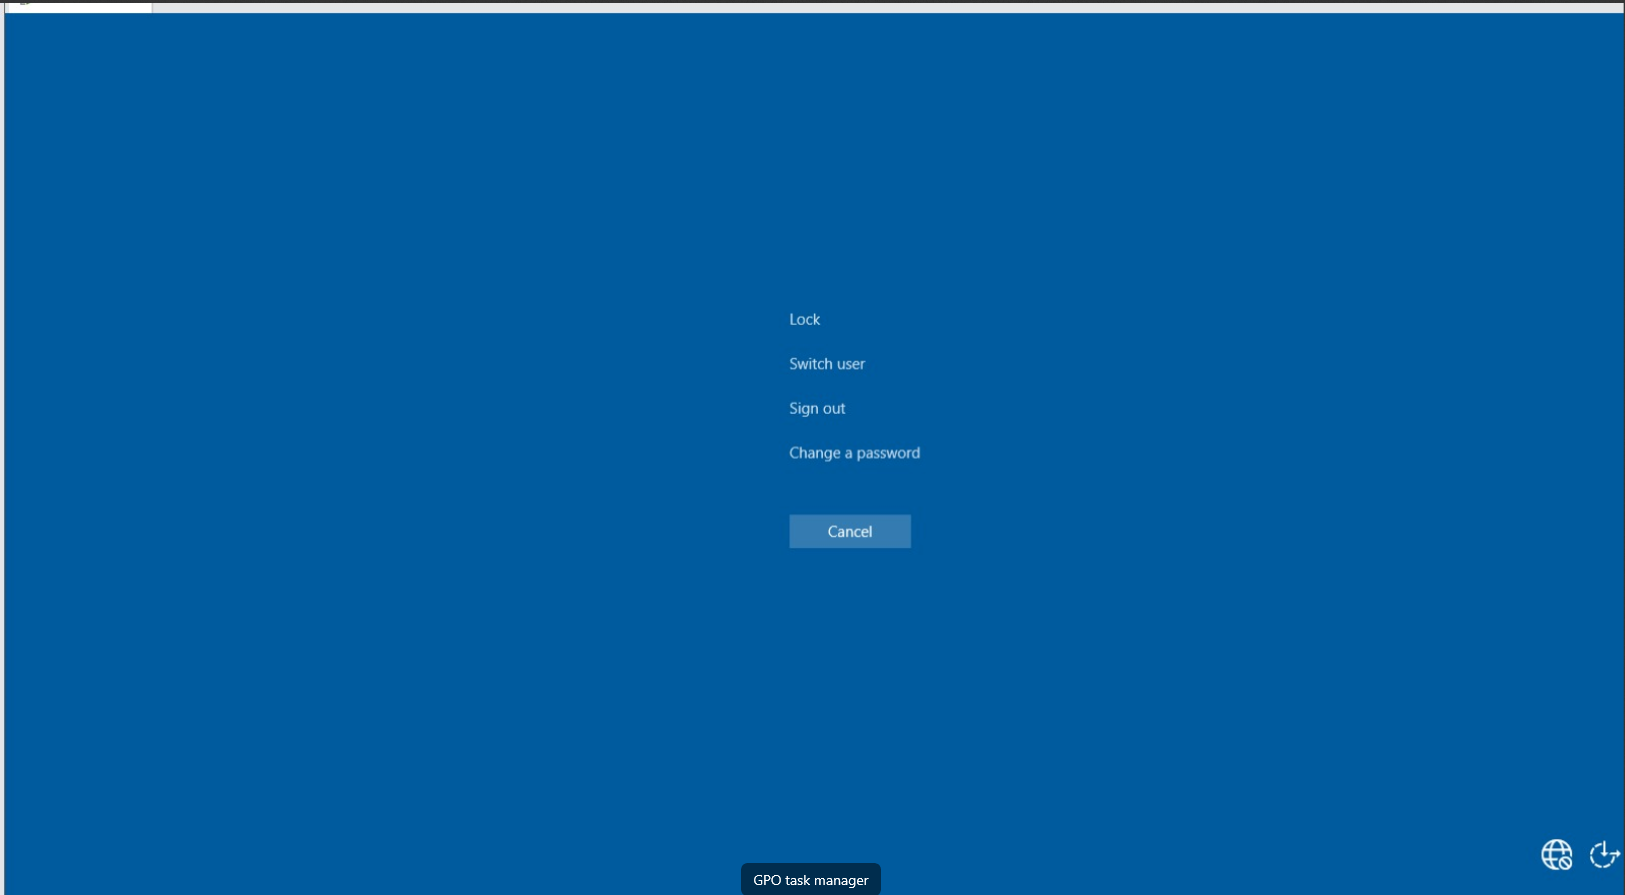 Lock
Switch user
Sign out
Change a password
Cancel
GPO task manager